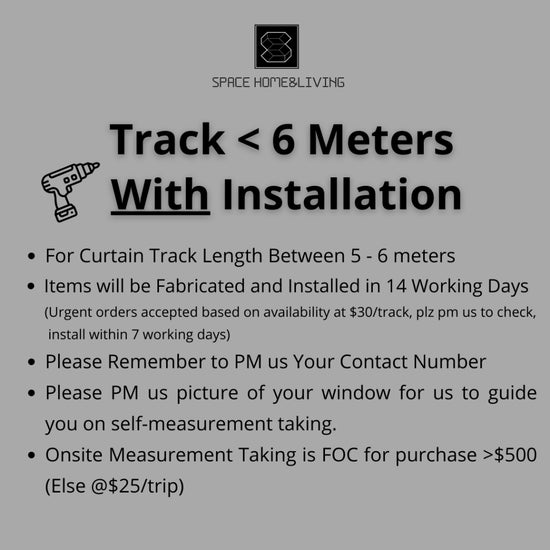 SPACE HOME&LIVING
Track < 6 Meters
With Installation
• For Curtain Track Length Between 5 - 6 meters
• Items will be Fabricated and Installed in 14 Working Days
(Urgent orders accepted based on availability at $30/track, plz pm us to check,
install within 7 working days)
• Please Remember to PM us Your Contact Number
• Please PM us picture of your window for us to guide
you on self-measurement taking.
• Onsite Measurement Taking is FOC for purchase >$500
(Else @$25/trip)